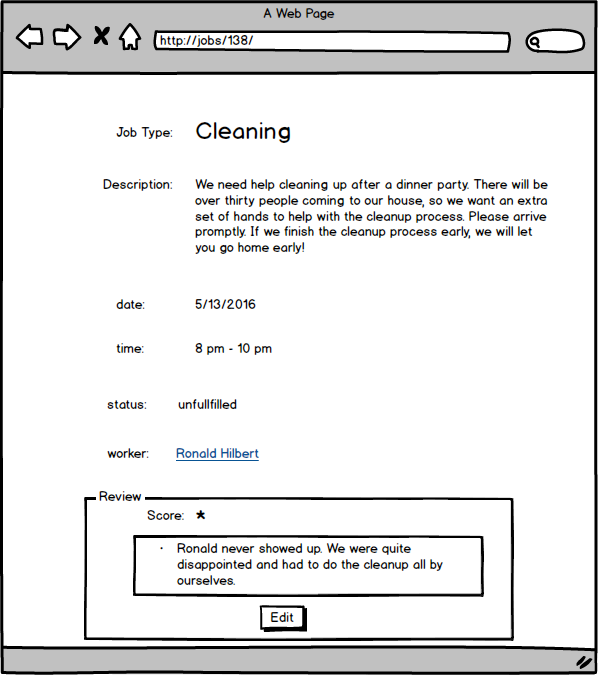 A Web Page
http://jobs/138/
Job Type: Cleaning
Description: We need help cleaning up after a dinner party. There will be
over thirty people coming to our house, so we want an extra
set of hands to help with the cleanup process. Please arrive
promptly. If we finish the cleanup process early, we will let
you go home early!
date: 5/13/2016
time: 8 pm - 10 pm
status: unfullfilled
worker: Ronald Hilbert
Review
Score: *
· Ronald never showed up. We were quite
disappointed and had to do the cleanup all by
ourselves.
Edit